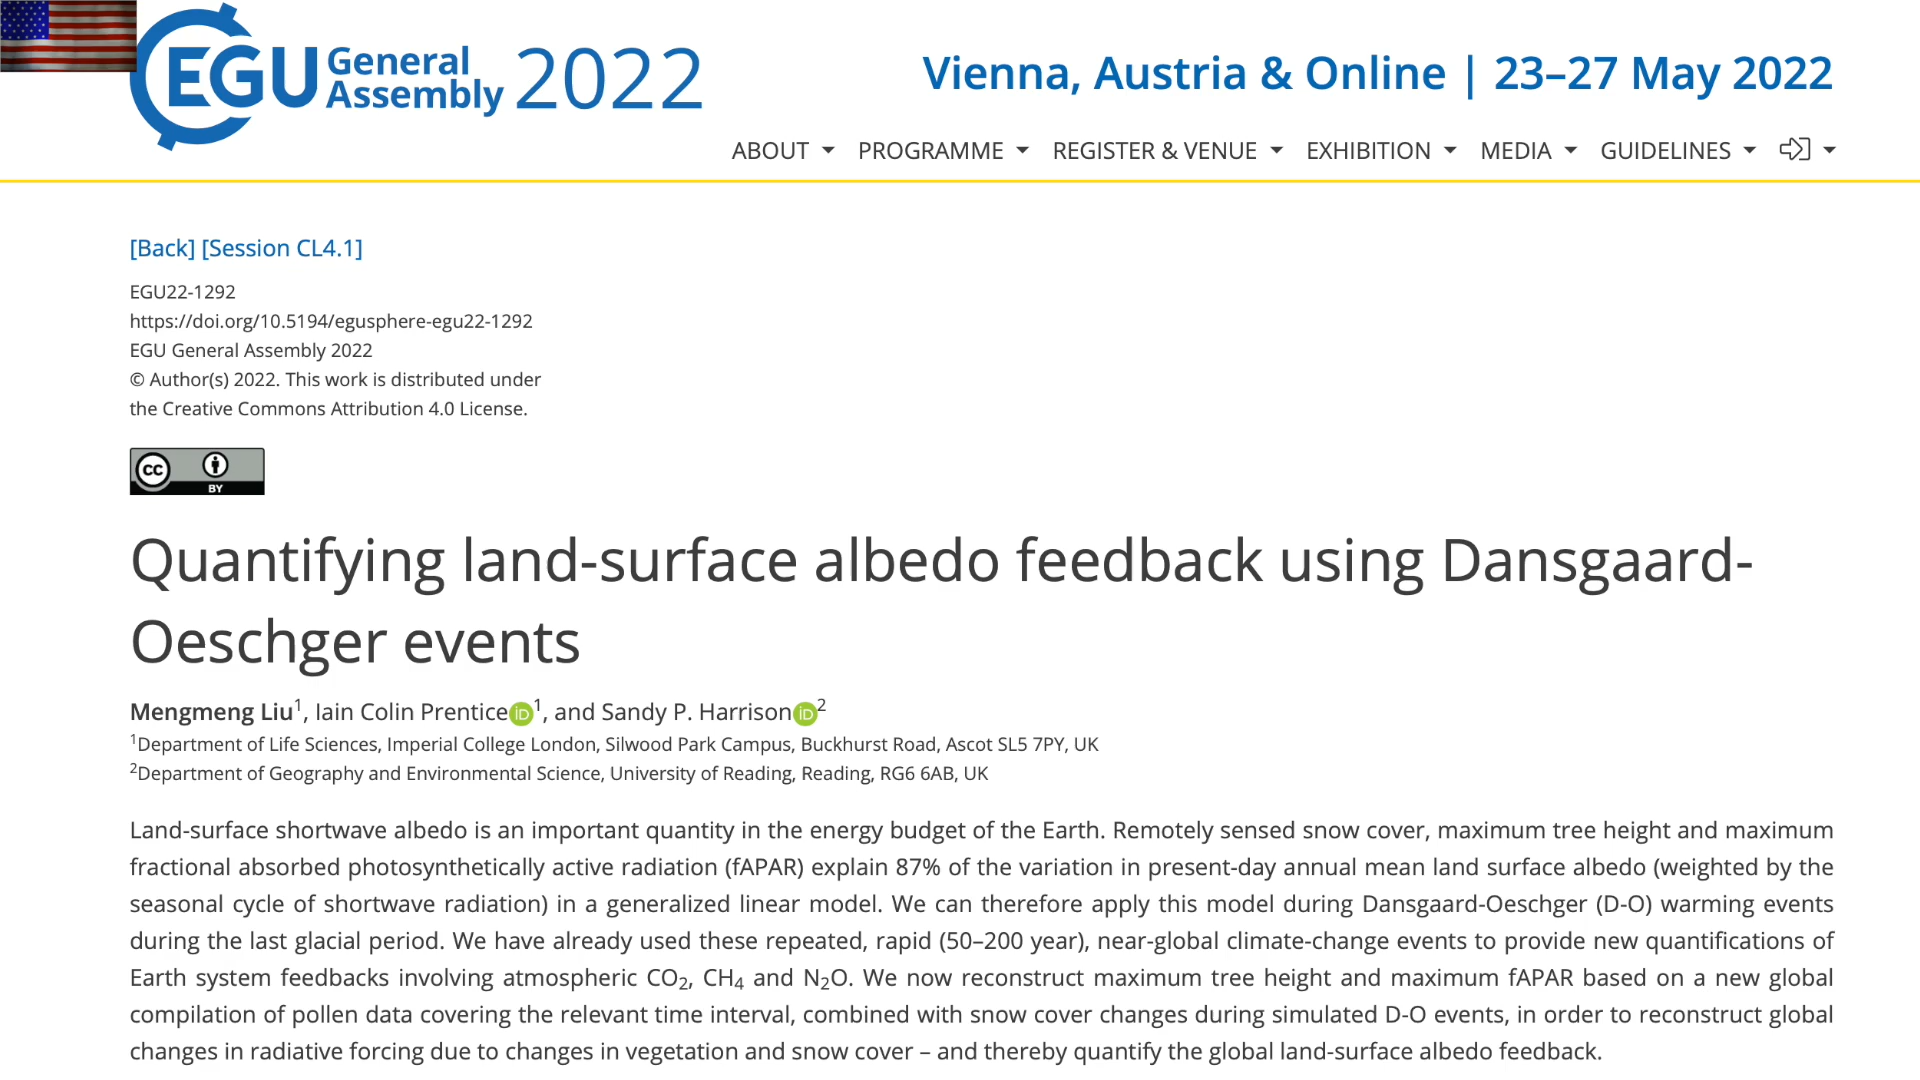 EGU General Assembly 2022
Vienna, Austria & Online | 23–27 May 2022
ABOUT PROGRAMME REGISTER & VENUE EXHIBITION MEDIA GUIDELINES
[Back] [Session CL4.1]
EGU22-1292
https://doi.org/10.5194/egusphere-egu22-1292
EGU General Assembly 2022
© Author(s) 2022. This work is distributed under
the Creative Commons Attribution 4.0 License.
cc BY
Quantifying land-surface albedo feedback using Dansgaard-
Oeschger events
Mengmeng Liu1, Iain Colin Prentice iD 1, and Sandy P. Harrison iD 2
1Department of Life Sciences, Imperial College London, Silwood Park Campus, Buckhurst Road, Ascot SL5 7PY, UK
2Department of Geography and Environmental Science, University of Reading, Reading, RG6 6AB, UK
Land-surface shortwave albedo is an important quantity in the energy budget of the Earth. Remotely sensed snow cover, maximum tree height and maximum
fractional absorbed photosynthetically active radiation (fAPAR) explain 87% of the variation in present-day annual mean land surface albedo (weighted by the
seasonal cycle of shortwave radiation) in a generalized linear model. We can therefore apply this model during Dansgaard-Oeschger (D-O) warming events
during the last glacial period. We have already used these repeated, rapid (50–200 year), near-global climate-change events to provide new quantifications of
Earth system feedbacks involving atmospheric CO2, CH4 and N2O. We now reconstruct maximum tree height and maximum fAPAR based on a new global
compilation of pollen data covering the relevant time interval, combined with snow cover changes during simulated D-O events, in order to reconstruct global
changes in radiative forcing due to changes in vegetation and snow cover – and thereby quantify the global land-surface albedo feedback.